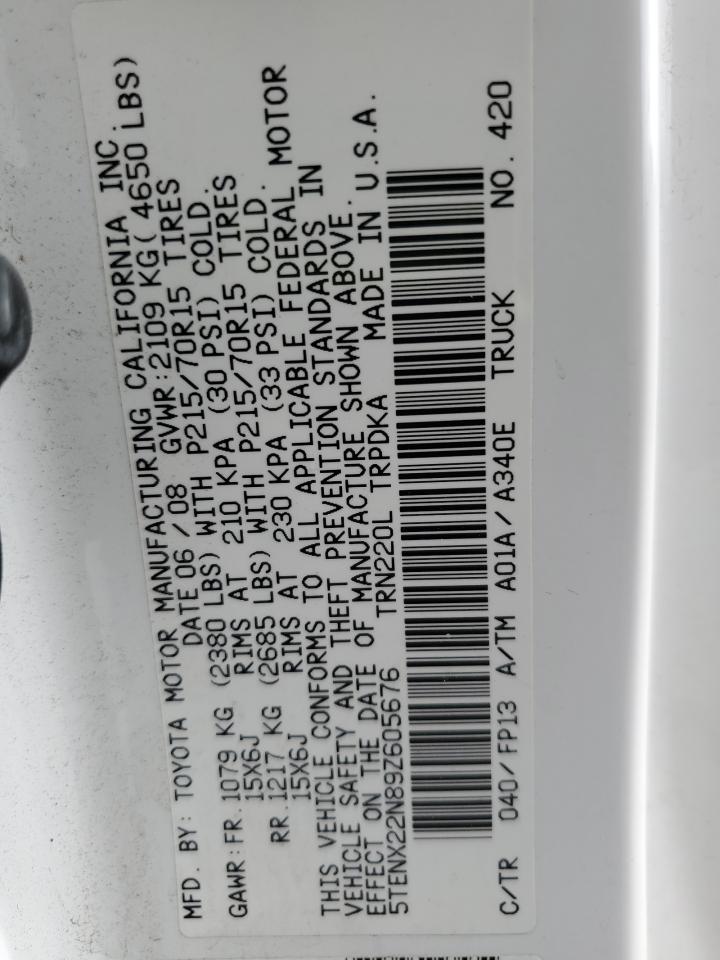 MFD. BY: TOYOTA MOTOR MANUFACTURING CALIFORNIA INC.
DATE 06 / 08 GVWR:2109 KG( 4650 LBS)
GAWR:FR.1079 KG (2380 LBS) WITH P215/70R15 TIRES
15X6J RIMS AT 210 KPA (30 PSI) COLD.
RR.1217 KG (2685 LBS) WITH P215/70R15 TIRES
15X6J RIMS AT 230 KPA (33 PSI) COLD.
THIS VEHICLE CONFORMS TO ALL APPLICABLE FEDERAL MOTOR
VEHICLE SAFETY AND THEFT PREVENTION STANDARDS IN
EFFECT ON THE DATE OF MANUFACTURE SHOWN ABOVE.
5TENX22N89Z605676 TRN220L TRPDKA MADE IN U.S.A.
C/TR 040/FP13 A/TM A01A/A340E TRUCK NO. 420